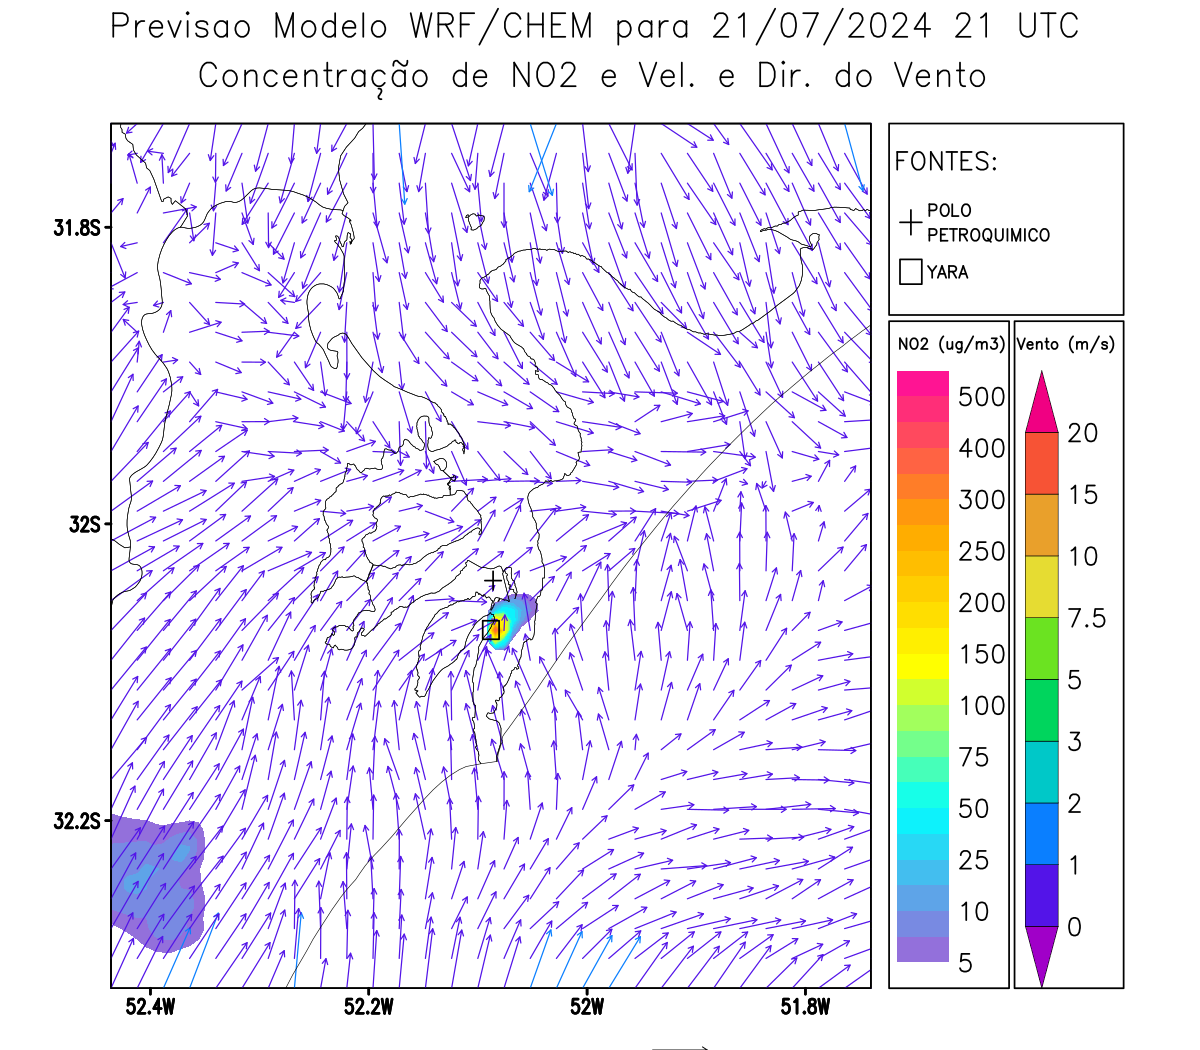 Previsao Modelo WRF/CHEM para 21/07/2024 21 UTC
Concentração de NO2 e Vel. e Dir. do Vento
FONTES:
POLO
PETROQUIMICO
YARA
NO2 (ug/m3)
500
400
300
250
200
150
100
75
50
25
10
5
Vento (m/s)
20
15
10
7.5
5
3
2
1
0
31.8S
32S
32.2S
52.4W
52.2W
52W
51.8W